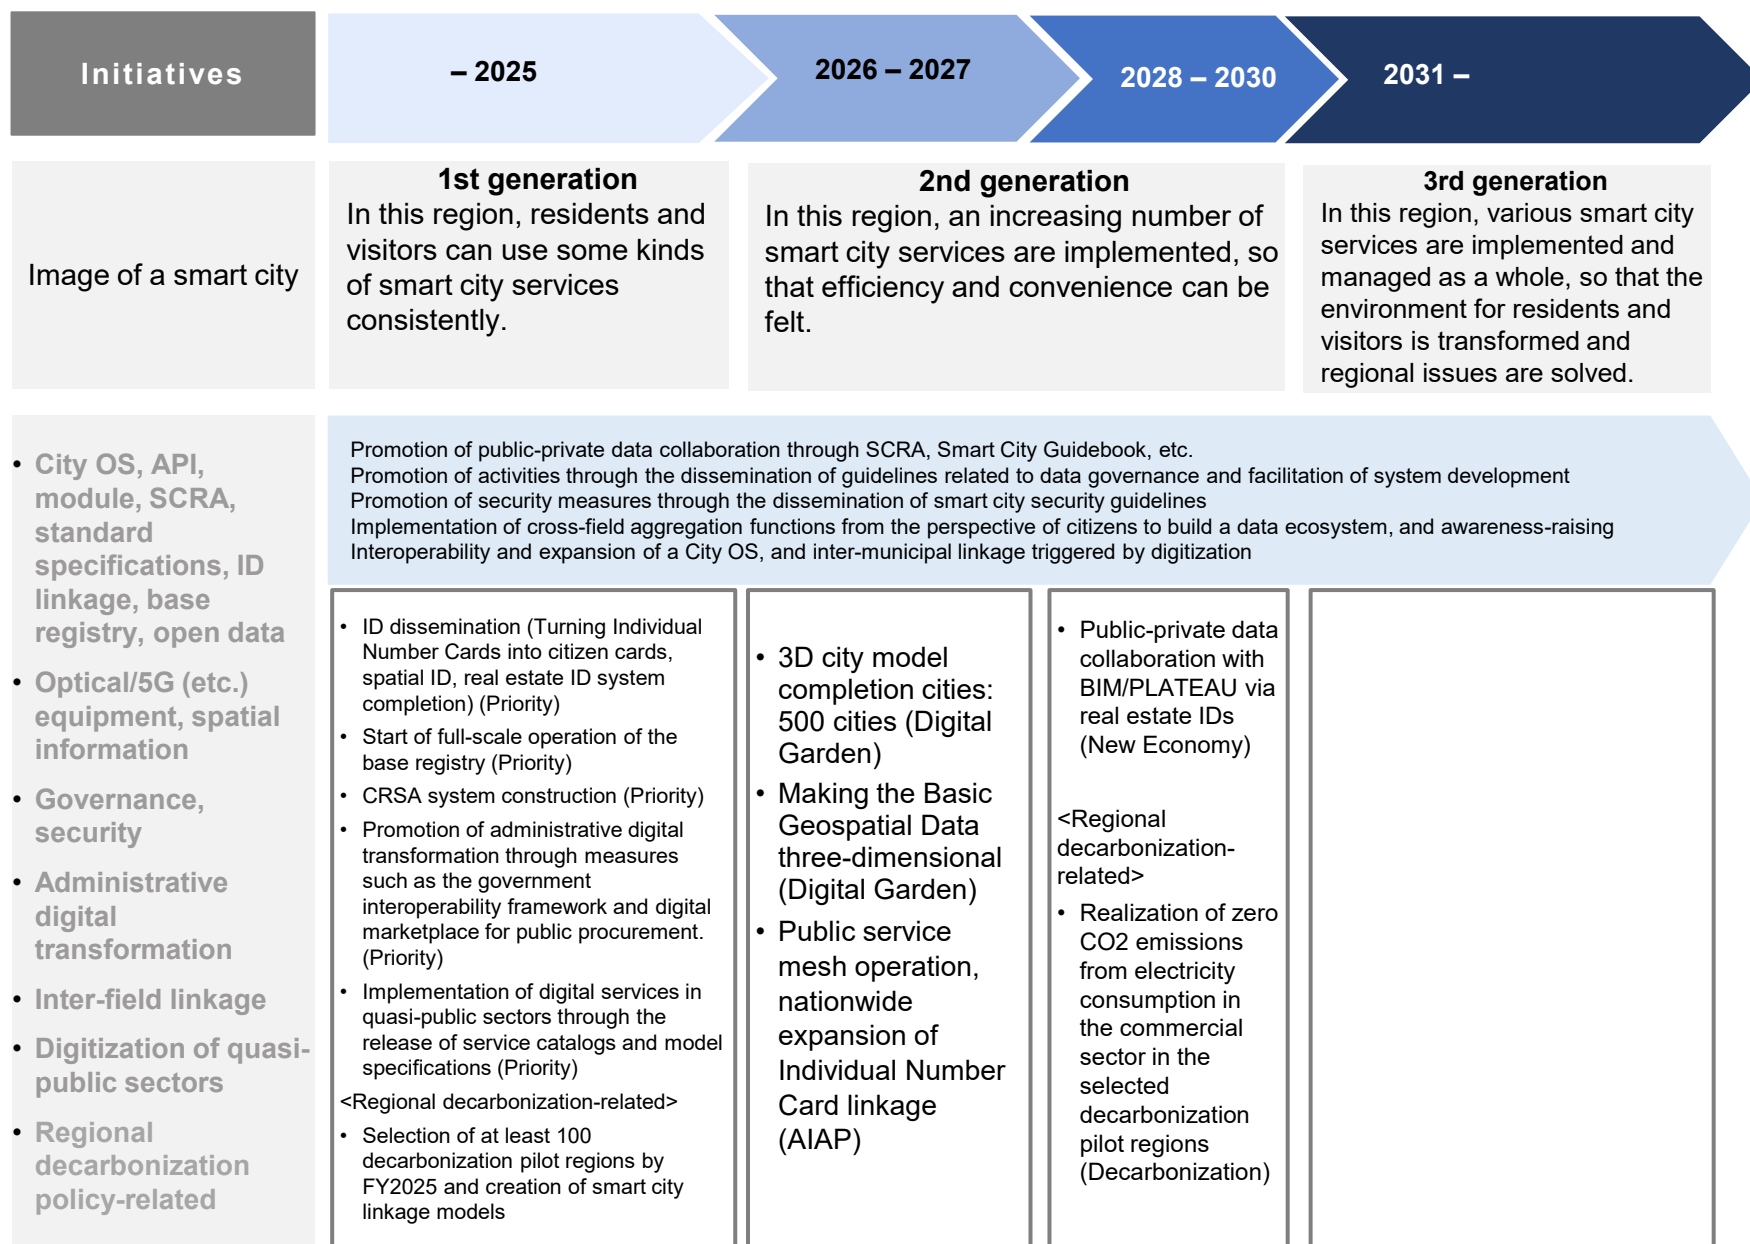 Initiatives
– 2025
2026 – 2027
2028 – 2030
2031 –
Image of a smart city
1st generation
In this region, residents and
visitors can use some kinds
of smart city services
consistently.
2nd generation
In this region, an increasing number of
smart city services are implemented, so
that efficiency and convenience can be
felt.
3rd generation
In this region, various smart city
services are implemented and
managed as a whole, so that the
environment for residents and
visitors is transformed and
regional issues are solved.
• City OS, API,
module, SCRA,
standard
specifications, ID
linkage, base
registry, open data
• Optical/5G (etc.)
equipment, spatial
information
• Governance,
security
• Administrative
digital
transformation
• Inter-field linkage
• Digitization of quasi-
public sectors
• Regional
decarbonization
policy-related
Promotion of public-private data collaboration through SCRA, Smart City Guidebook, etc.
Promotion of activities through the dissemination of guidelines related to data governance and facilitation of system development
Promotion of security measures through the dissemination of smart city security guidelines
Implementation of cross-field aggregation functions from the perspective of citizens to build a data ecosystem, and awareness-raising
Interoperability and expansion of a City OS, and inter-municipal linkage triggered by digitization
• ID dissemination (Turning Individual
Number Cards into citizen cards,
spatial ID, real estate ID system
completion) (Priority)
• Start of full-scale operation of the
base registry (Priority)
• CRSA system construction (Priority)
• Promotion of administrative digital
transformation through measures
such as the government
interoperability framework and digital
marketplace for public procurement.
(Priority)
• Implementation of digital services in
quasi-public sectors through the
release of service catalogs and model
specifications (Priority)
<Regional decarbonization-related>
• Selection of at least 100
decarbonization pilot regions by
FY2025 and creation of smart city
linkage models
• 3D city model
completion cities:
500 cities (Digital
Garden)
• Making the Basic
Geospatial Data
three-dimensional
(Digital Garden)
• Public service
mesh operation,
nationwide
expansion of
Individual Number
Card linkage
(AIAP)
• Public-private data
collaboration with
BIM/PLATEAU via
real estate IDs
(New Economy)
<Regional
decarbonization-
related>
• Realization of zero
CO2 emissions
from electricity
consumption in
the commercial
sector in the
selected
decarbonization
pilot regions
(Decarbonization)